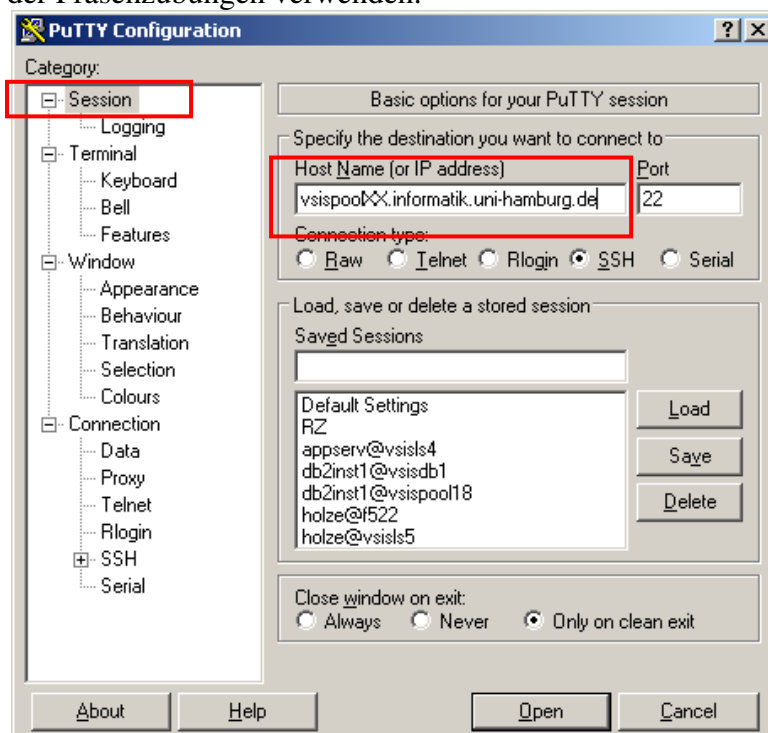 der Präsenzübungen verwenden.
PuTTY Configuration
Category:
Session
Logging
Terminal
Keyboard
Bell
Features
Window
Appearance
Behaviour
Translation
Selection
Colours
Connection
Data
Proxy
Telnet
Rlogin
SSH
Serial
Basic options for your PuTTY session
Specify the destination you want to connect to
Host Name (or IP address) Port
vsispoolXX.informatik.uni-hamburg.de 22
Connection type:
Raw Telnet Rlogin SSH Serial
Load, save or delete a stored session
Saved Sessions
Default Settings
RZ
appserv@vsisls4
db2inst1@vsisdb1
db2inst1@vsispool18
holze@f522
holze@vsisls5
Load
Save
Delete
Close window on exit:
Always Never Only on clean exit
About Help Open Cancel